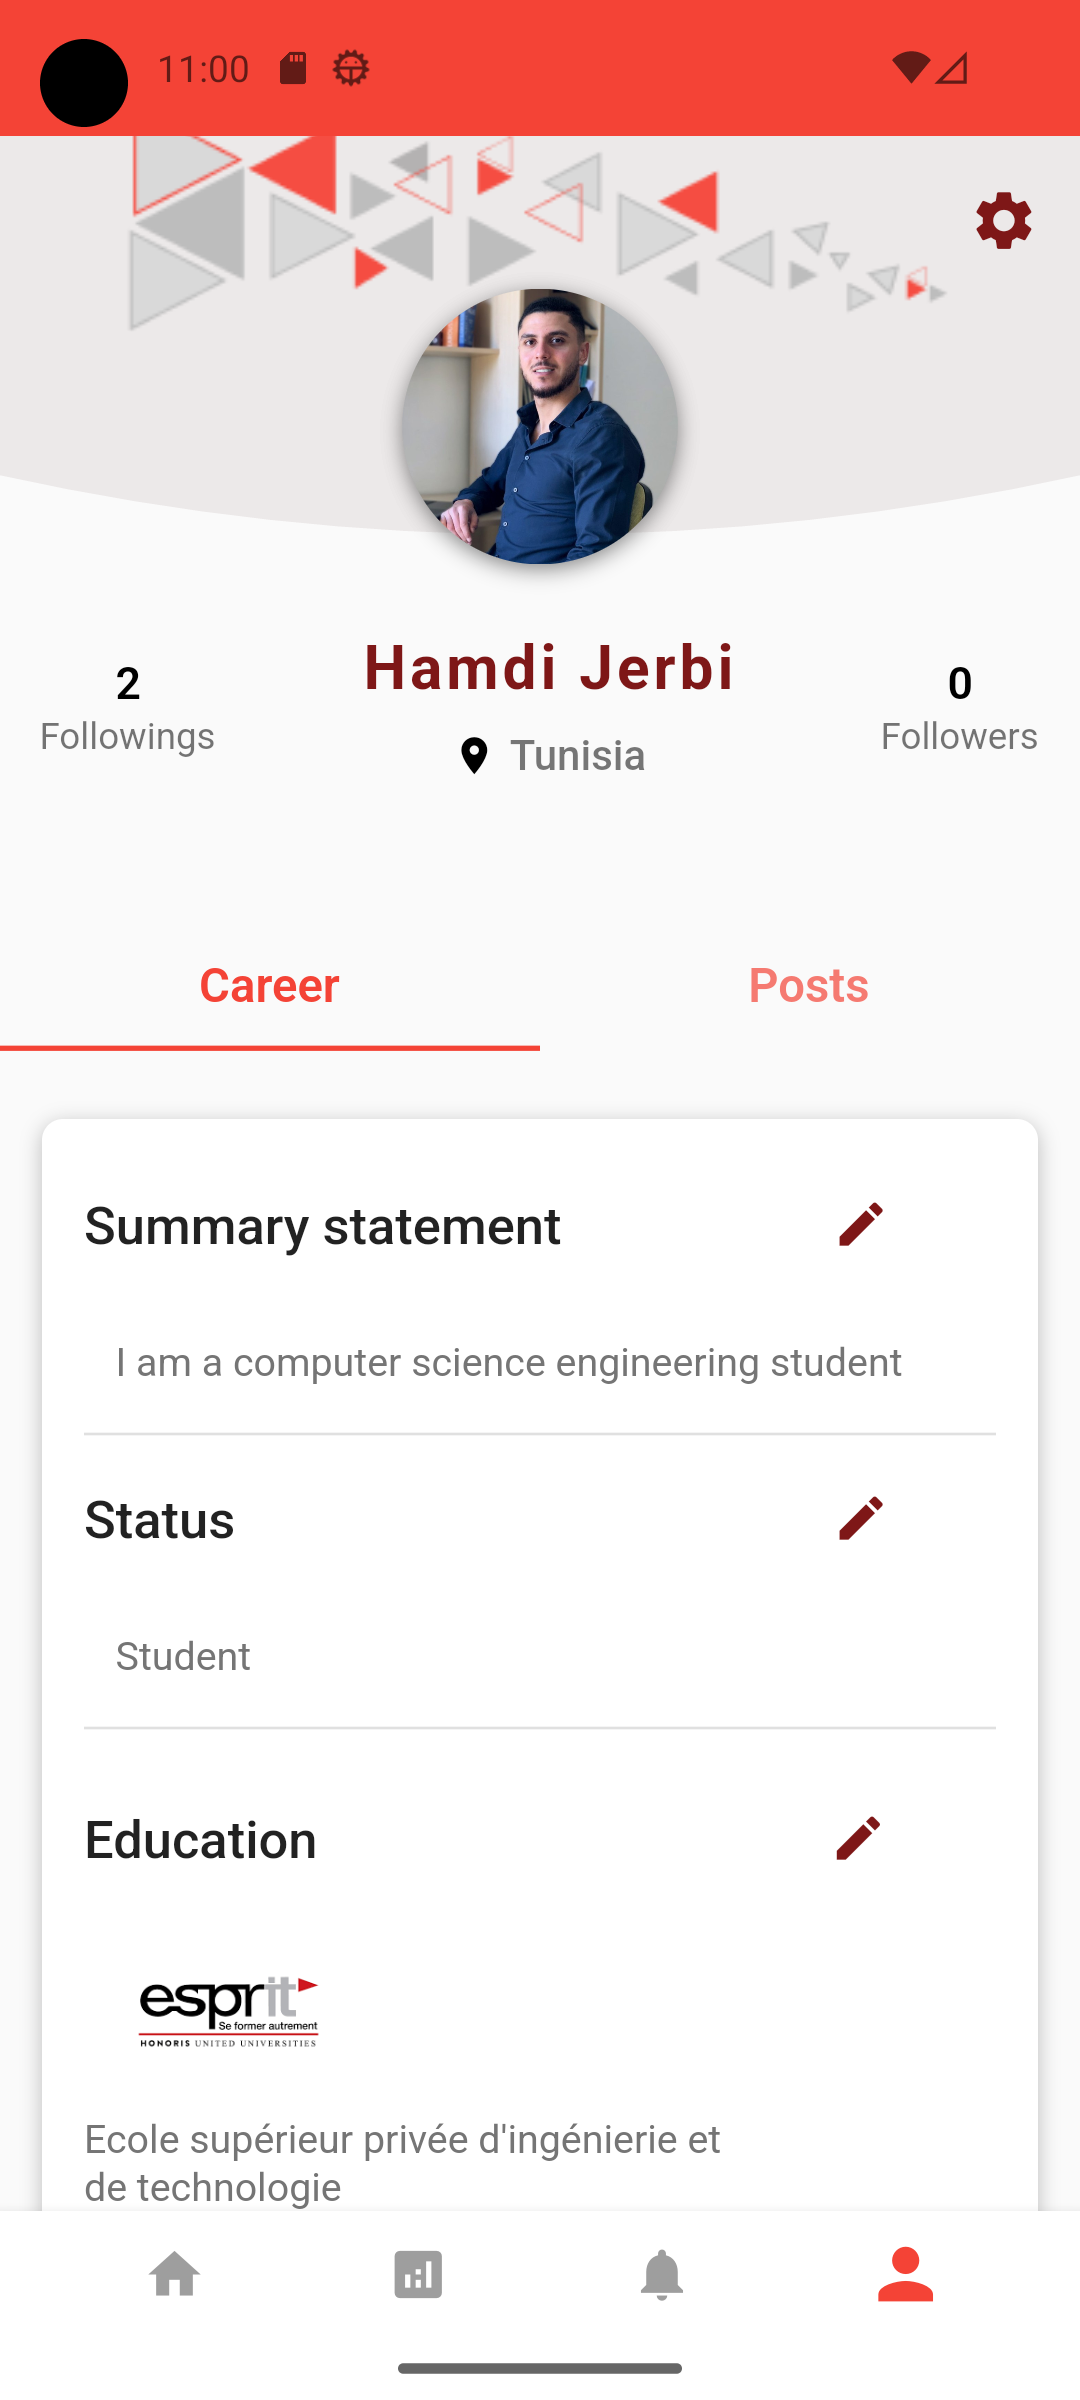 11:00
Hamdi Jerbi
2
Followings
Tunisia
0
Followers
Career
Posts
Summary statement
I am a computer science engineering student
Status
Student
Education
esprit
Se former autrement
HONORIS UNITED UNIVERSITIES
Ecole supérieur privée d'ingénierie et
de technologie